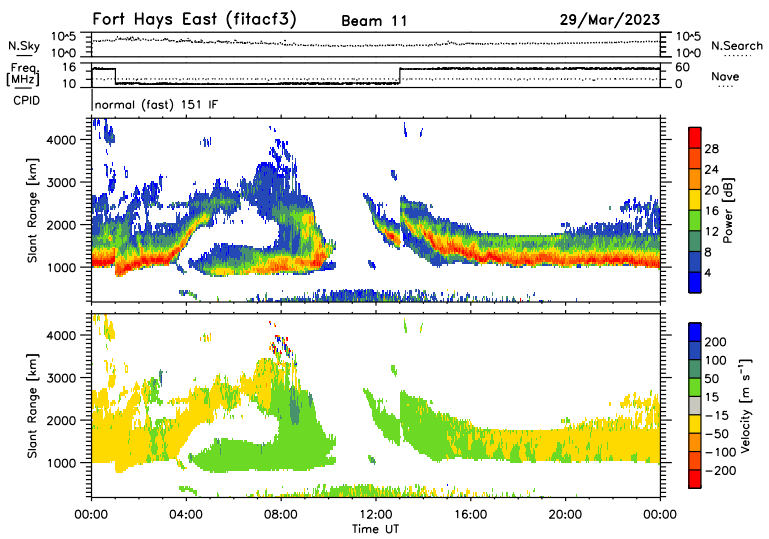 Fort Hays East (fitacf3) Beam 11 29/Mar/2023
N.Sky 10^5 10^0 10^5 10^0 N.Search
Freq. [MHz] 16 10 60 0 Nave
CPID normal (fast) 151 IF
Slant Range [km]
4000
3000
2000
1000
Power [dB]
28
24
20
16
12
8
4
Slant Range [km]
4000
3000
2000
1000
Velocity [m s⁻¹]
200
100
50
15
-15
-50
-100
-200
00:00 04:00 08:00 12:00 16:00 20:00 00:00
Time UT